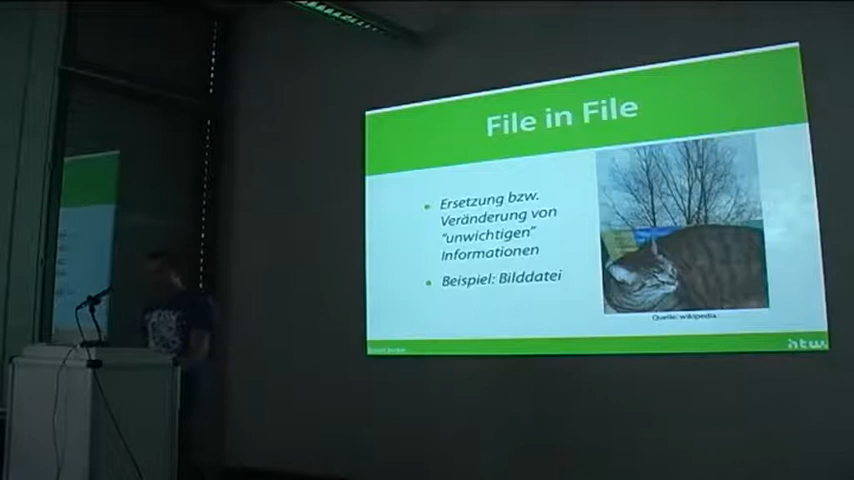 File in File
Ersetzung bzw.
Veränderung von
"unwichtigen"
Informationen
Beispiel: Bilddatei
Quelle: wikipedia
htw